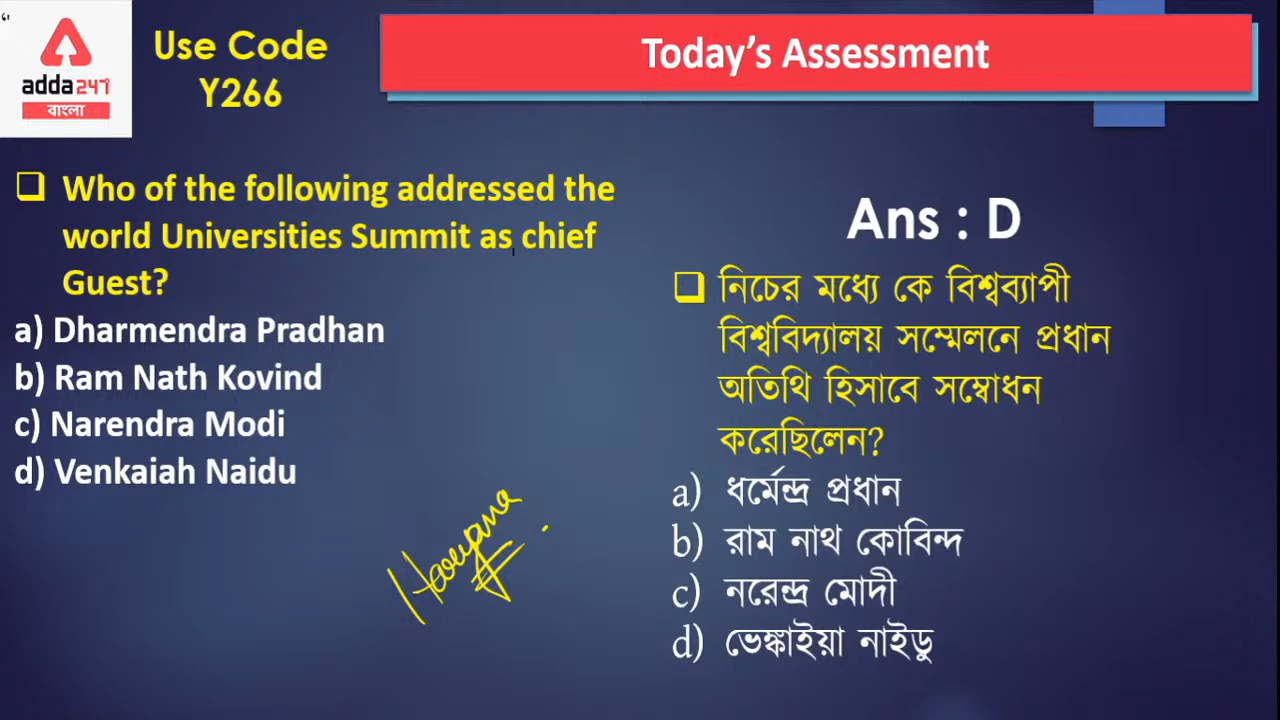 adda247
বাংলা
Use Code
Y266
Today's Assessment
❑ Who of the following addressed the
world Universities Summit as chief
Guest?
a) Dharmendra Pradhan
b) Ram Nath Kovind
c) Narendra Modi
d) Venkaiah Naidu
Haryana
Ans : D
❑ নিচের মধ্যে কে বিশ্বব্যাপী
বিশ্ববিদ্যালয় সম্মেলনে প্রধান
অতিথি হিসাবে সম্বোধন
করেছিলেন?
a) ধর্মেন্দ্র প্রধান
b) রাম নাথ কোবিন্দ
c) নরেন্দ্র মোদী
d) ভেঙ্কাইয়া নাইডু